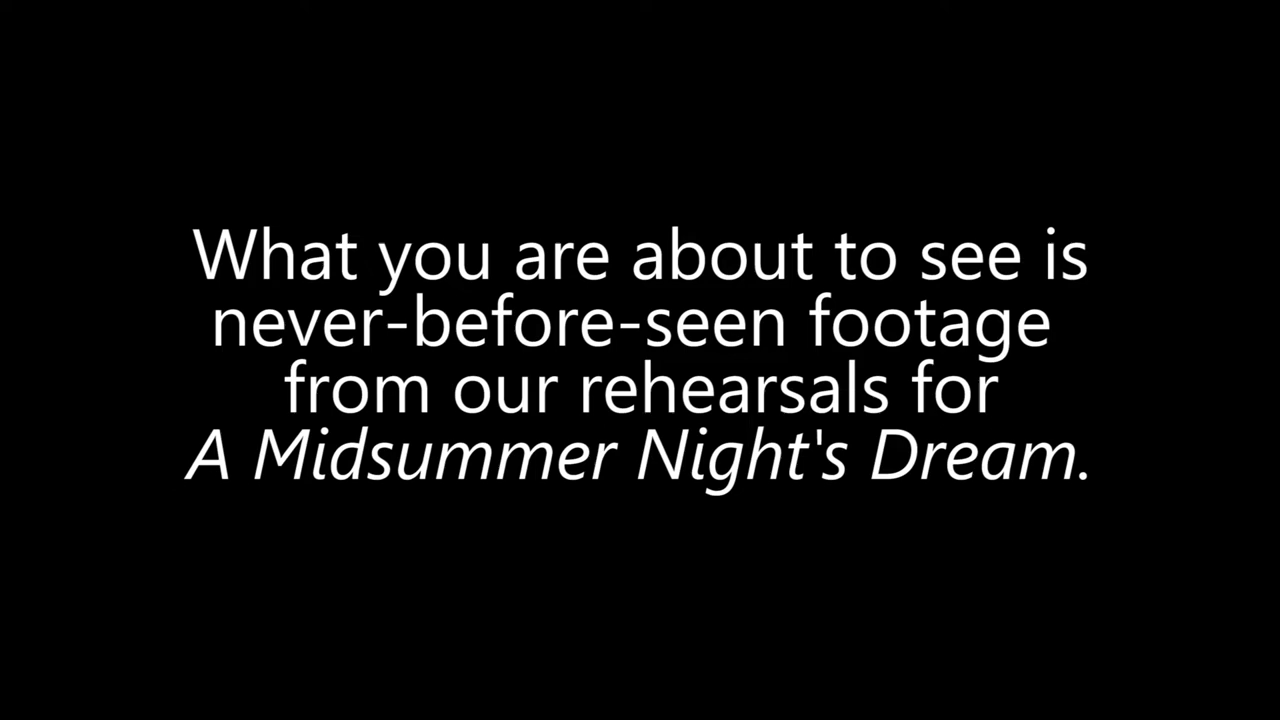 What you are about to see is
never-before-seen footage
from our rehearsals for
A Midsummer Night's Dream.